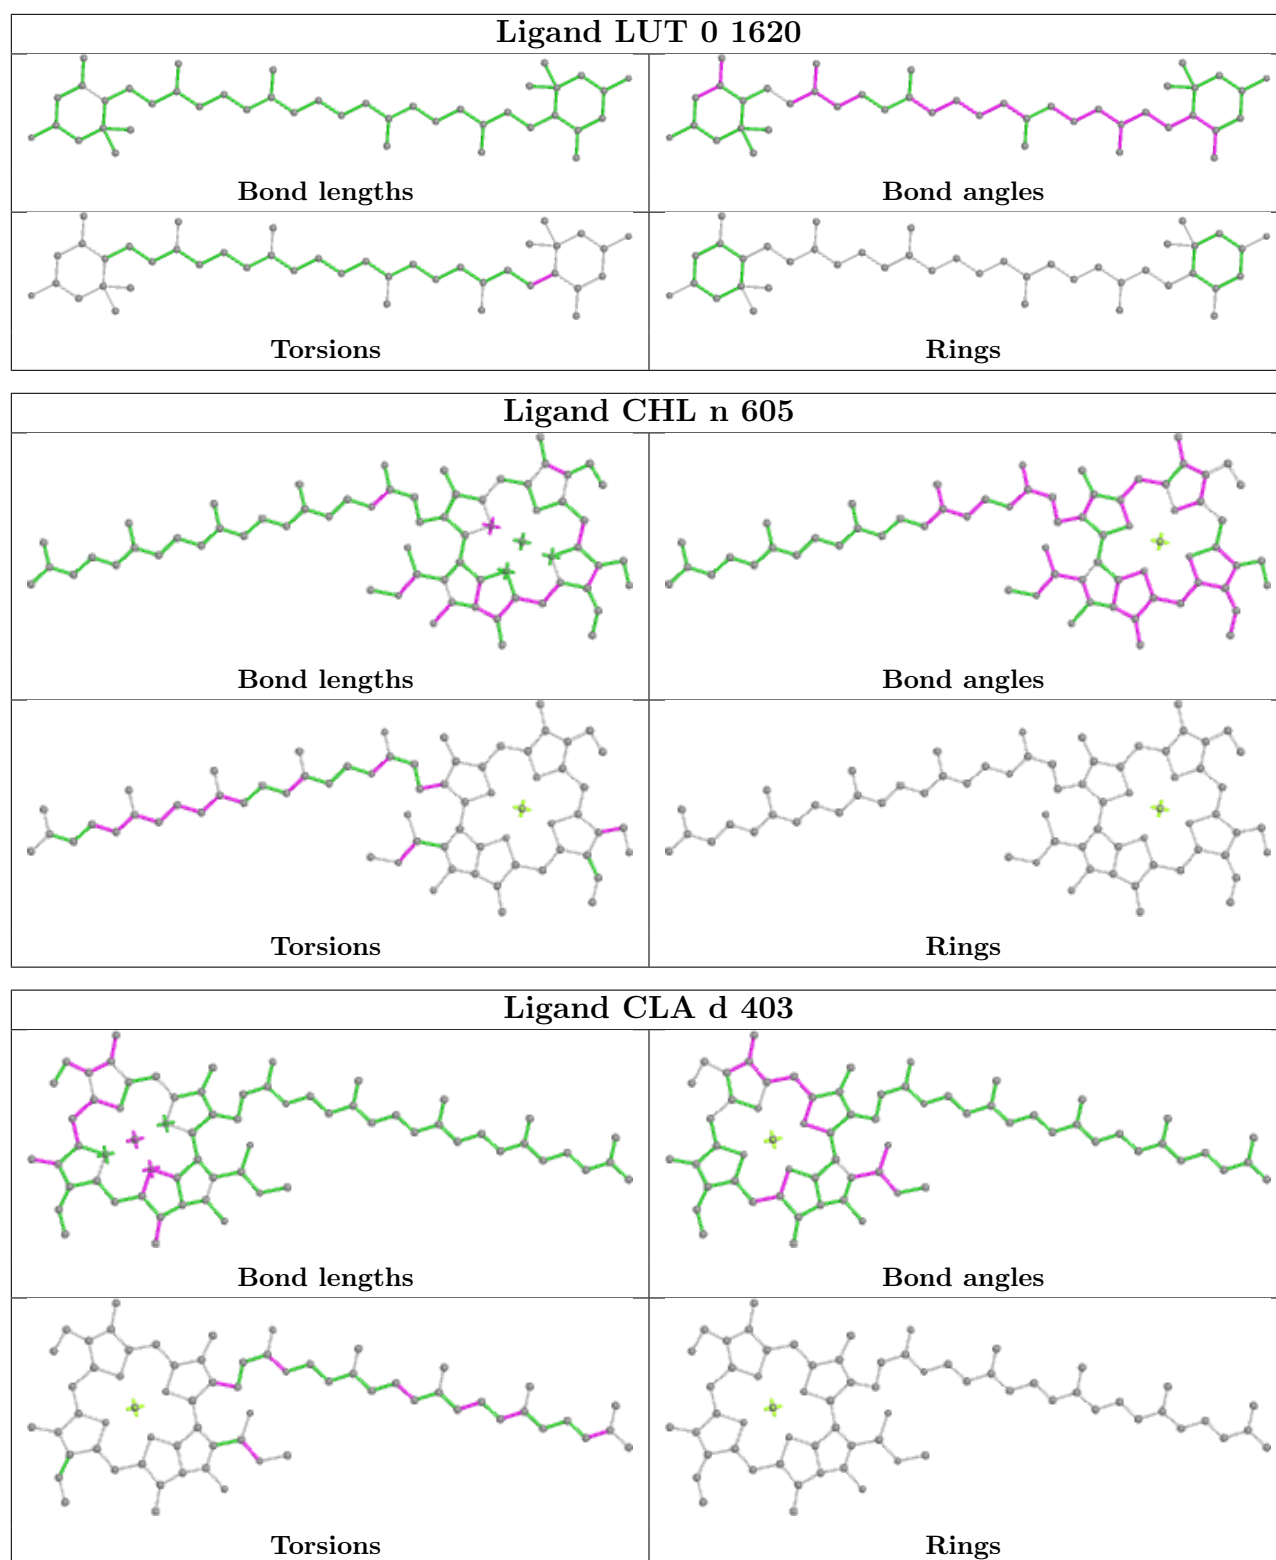 Ligand LUT 0 1620
Bond lengths
Bond angles
Torsions
Rings
Ligand CHL n 605
Bond lengths
Bond angles
Torsions
Rings
Ligand CLA d 403
Bond lengths
Bond angles
Torsions
Rings